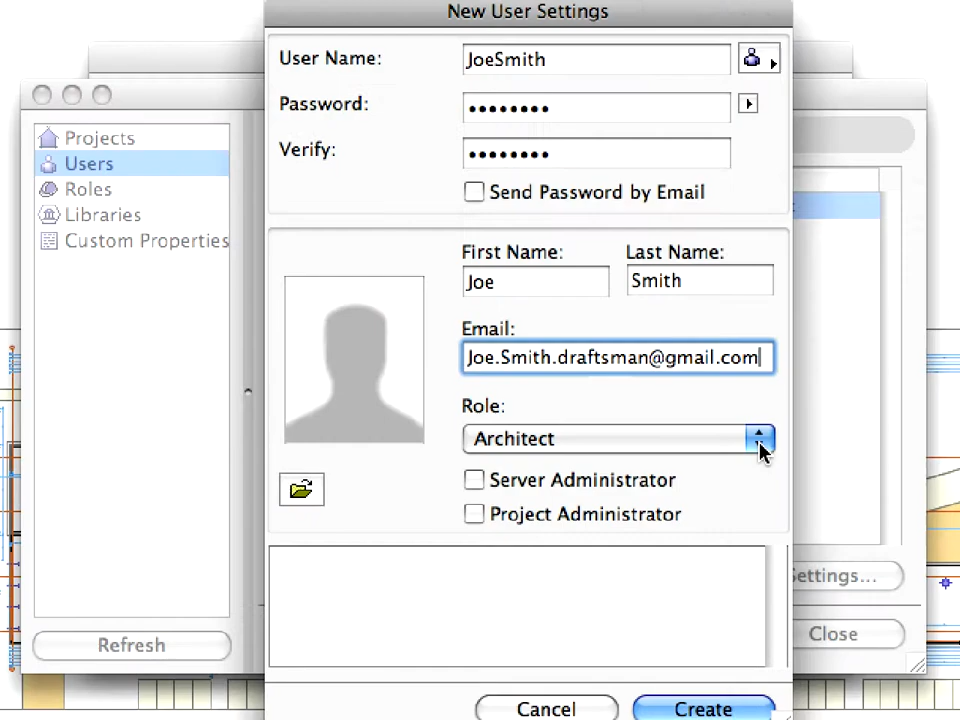 New User Settings
User Name:
JoeSmith
Password:
••••••••
Verify:
••••••••
Send Password by Email
First Name:
Last Name:
Joe
Smith
Email:
Joe.Smith.draftsman@gmail.com
Role:
Architect
Server Administrator
Project Administrator
Cancel
Create
Projects
Users
Roles
Libraries
Custom Properties
Refresh
Settings...
Close